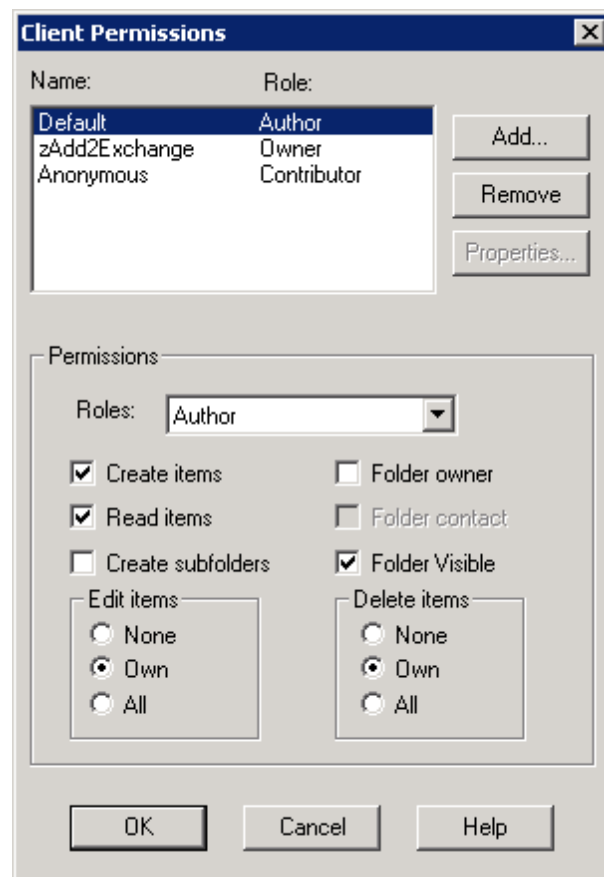 Client Permissions
Name: Role:
Default Author
zAdd2Exchange Owner
Anonymous Contributor
Add...
Remove
Properties...
Permissions
Roles: Author
Create items Folder owner
Read items Folder contact
Create subfolders Folder Visible
Edit items Delete items
None None
Own Own
All All
OK Cancel Help